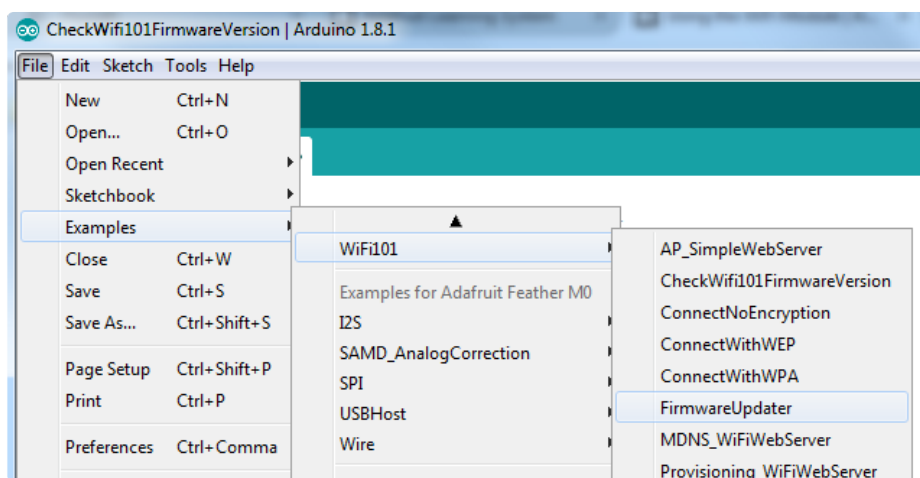 CheckWifi101FirmwareVersion | Arduino 1.8.1
File Edit Sketch Tools Help
New Ctrl+N
Open... Ctrl+O
Open Recent
Sketchbook
Examples
Close Ctrl+W
Save Ctrl+S
Save As... Ctrl+Shift+S
Page Setup Ctrl+Shift+P
Print Ctrl+P
Preferences Ctrl+Comma
WiFi101
Examples for Adafruit Feather M0
I2S
SAMD_AnalogCorrection
SPI
USBHost
Wire
AP_SimpleWebServer
CheckWifi101FirmwareVersion
ConnectNoEncryption
ConnectWithWEP
ConnectWithWPA
FirmwareUpdater
MDNS_WiFiWebServer
Provisioning_WiFiWebServer